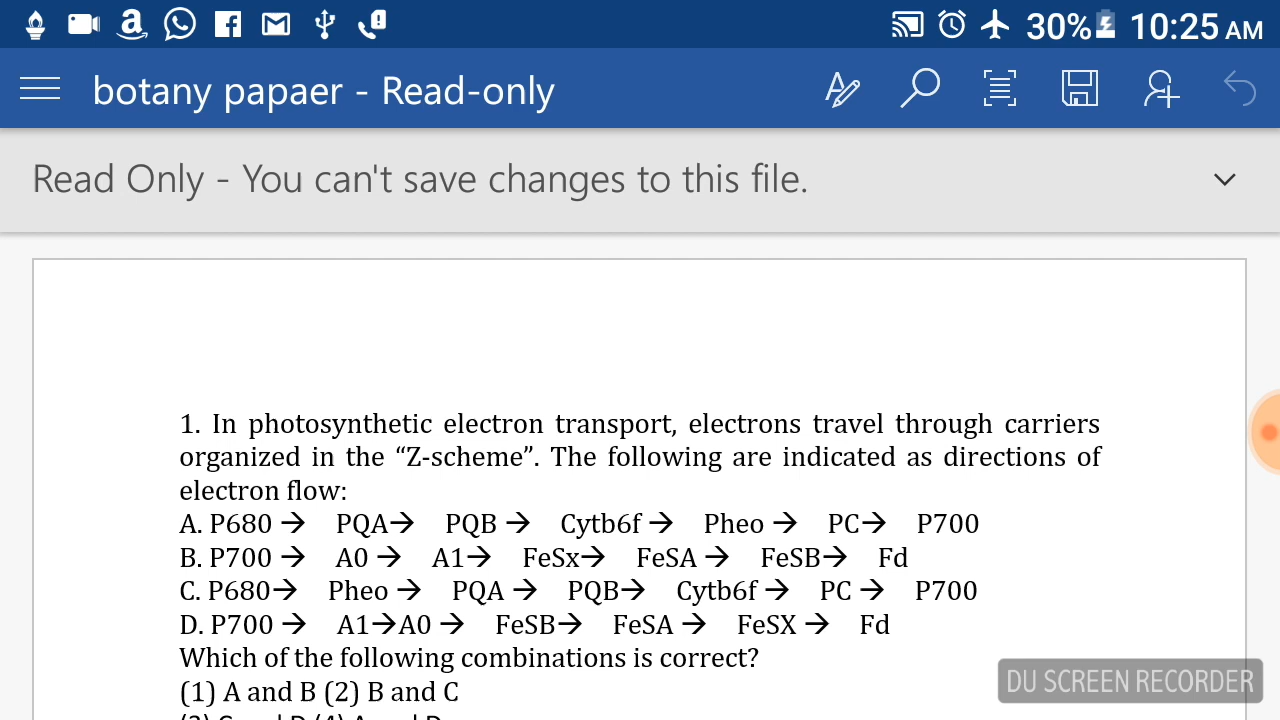 30% 10:25 AM
botany papaer - Read-only
Read Only - You can't save changes to this file.
1. In photosynthetic electron transport, electrons travel through carriers
organized in the “Z-scheme”. The following are indicated as directions of
electron flow:
A. P680 → PQA→ PQB → Cytb6f → Pheo → PC→ P700
B. P700 → A0 → A1→ FeSx→ FeSA → FeSB→ Fd
C. P680→ Pheo → PQA → PQB→ Cytb6f → PC → P700
D. P700 → A1→A0 → FeSB→ FeSA → FeSX → Fd
Which of the following combinations is correct?
(1) A and B (2) B and C
DU SCREEN RECORDER